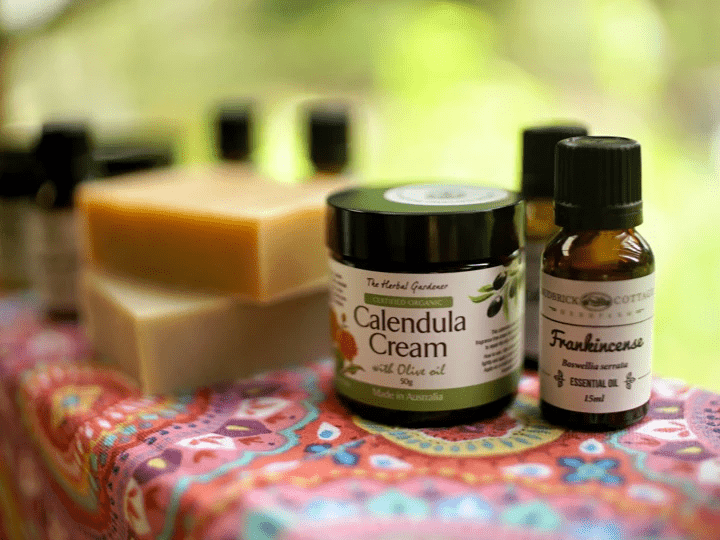 The Herbal Gardener
CERTIFIED ORGANIC
Calendula
Cream
with Olive oil
50g
Made in Australia
COTTAGE
Frankincense
Boswellia serrata
ESSENTIAL OIL
15ml